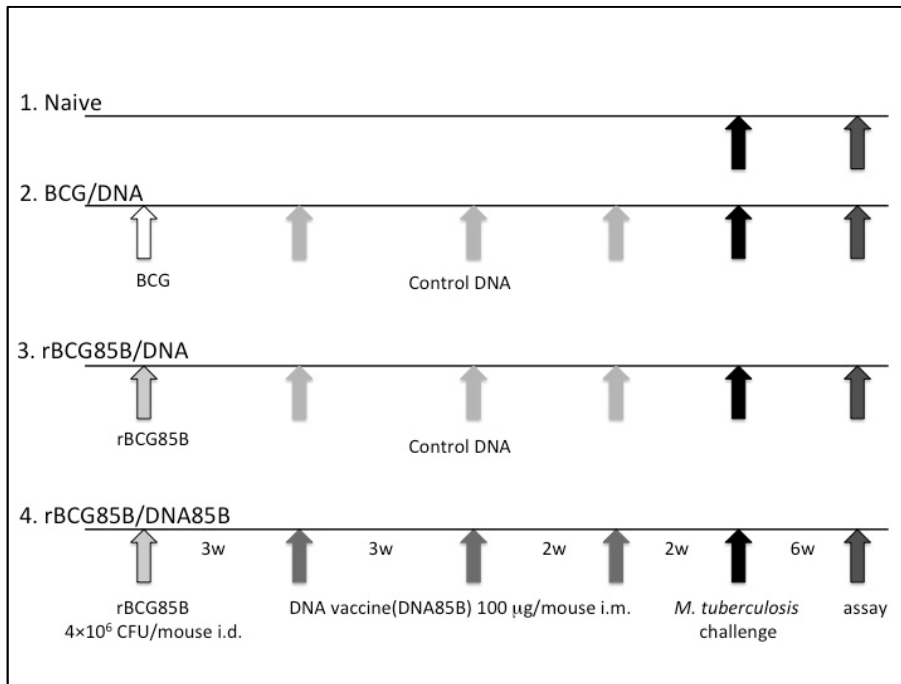 1. Naive
2. BCG/DNA
BCG
Control DNA
3. rBCG85B/DNA
rBCG85B
Control DNA
4. rBCG85B/DNA85B
3w 3w 2w 2w 6w
rBCG85B DNA vaccine(DNA85B) 100 μg/mouse i.m. M. tuberculosis assay
4×10⁶ CFU/mouse i.d. challenge